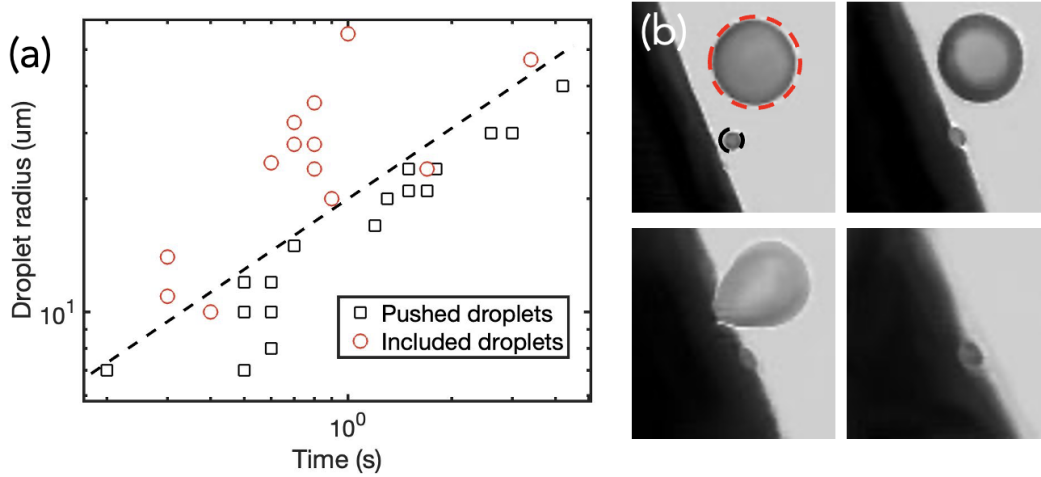 (a)
Droplet radius (um)
10^1
Pushed droplets
Included droplets
10^0
Time (s)
(b)